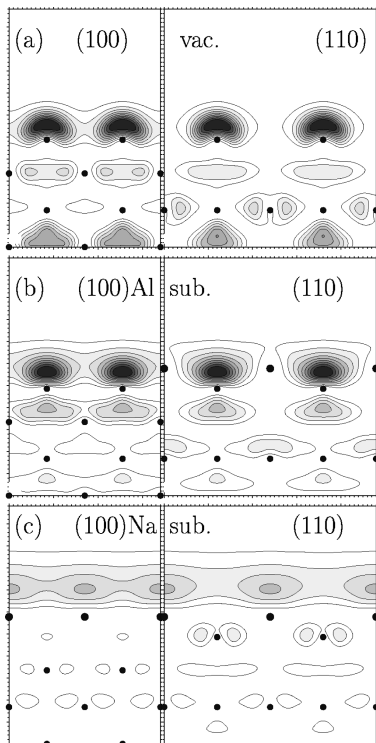 (a) (100) vac. (110)
(b) (100)Al sub. (110)
(c) (100)Na sub. (110)